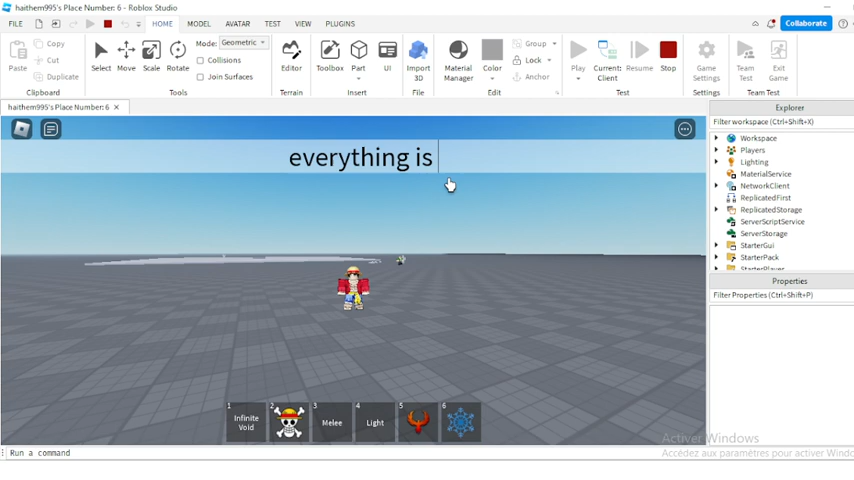 haithem995's Place Number: 6 - Roblox Studio
FILE HOME MODEL AVATAR TEST VIEW PLUGINS Collaborate
Paste Copy Cut Duplicate
Clipboard
Select Move Scale Rotate
Mode: Geometric
Collisions
Join Surfaces
Tools
Editor
Terrain
Toolbox Part UI
Insert
Import 3D
File
Material Manager Color
Group
Lock
Anchor
Edit
Play Current: Client Resume Stop
Test
Game Settings
Settings
Team Test Exit Game
Team Test
haithem995's Place Number: 6
everything is
1 Infinite Void
2
3 Melee
4 Light
5
6
Explorer
Filter workspace (Ctrl+Shift+X)
Workspace
Players
Lighting
MaterialService
NetworkClient
ReplicatedFirst
ReplicatedStorage
ServerScriptService
ServerStorage
StarterGui
StarterPack
StarterPlayer
Properties
Filter Properties (Ctrl+Shift+P)
Activer Windows
Accédez aux paramètres pour activer Windo
Run a command